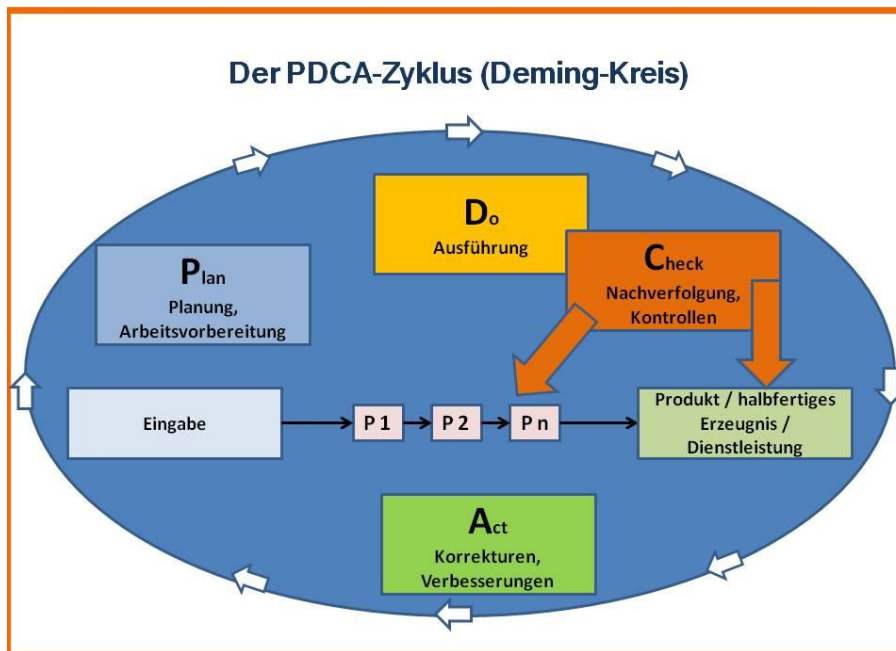 Der PDCA-Zyklus (Deming-Kreis)
Do
Ausführung
Check
Nachverfolgung,
Kontrollen
Plan
Planung,
Arbeitsvorbereitung
Eingabe
P 1
P 2
P n
Produkt / halbfertiges
Erzeugnis /
Dienstleistung
Act
Korrekturen,
Verbesserungen